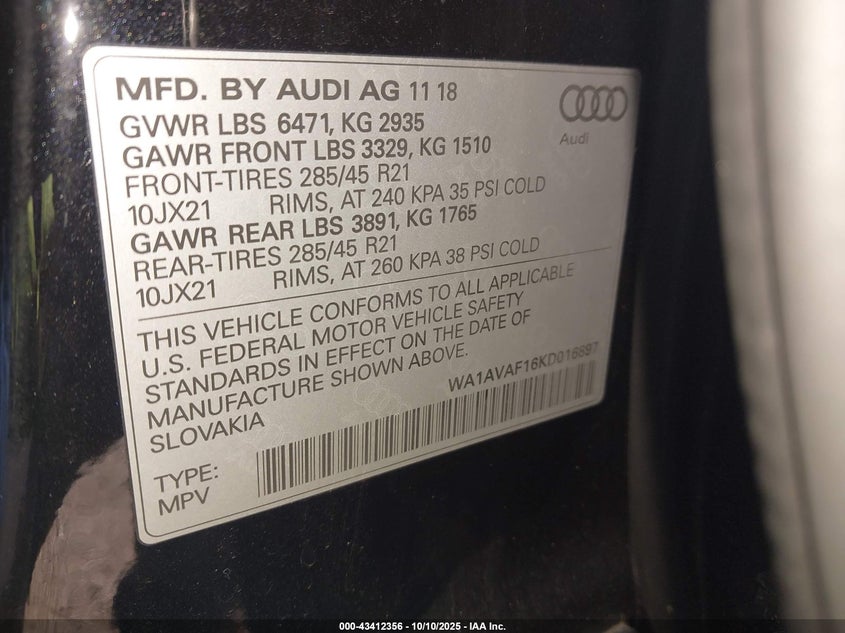 MFD. BY AUDI AG 11 18
GVWR LBS 6471, KG 2935
GAWR FRONT LBS 3329, KG 1510
FRONT-TIRES 285/45 R21
10JX21 RIMS, AT 240 KPA 35 PSI COLD
GAWR REAR LBS 3891, KG 1765
REAR-TIRES 285/45 R21
10JX21 RIMS, AT 260 KPA 38 PSI COLD
Audi
THIS VEHICLE CONFORMS TO ALL APPLICABLE
U.S. FEDERAL MOTOR VEHICLE SAFETY
STANDARDS IN EFFECT ON THE DATE OF
MANUFACTURE SHOWN ABOVE.
SLOVAKIA
WA1AVAF16KD016897
TYPE:
MPV
000-43412356 - 10/10/2025 - IAA Inc.